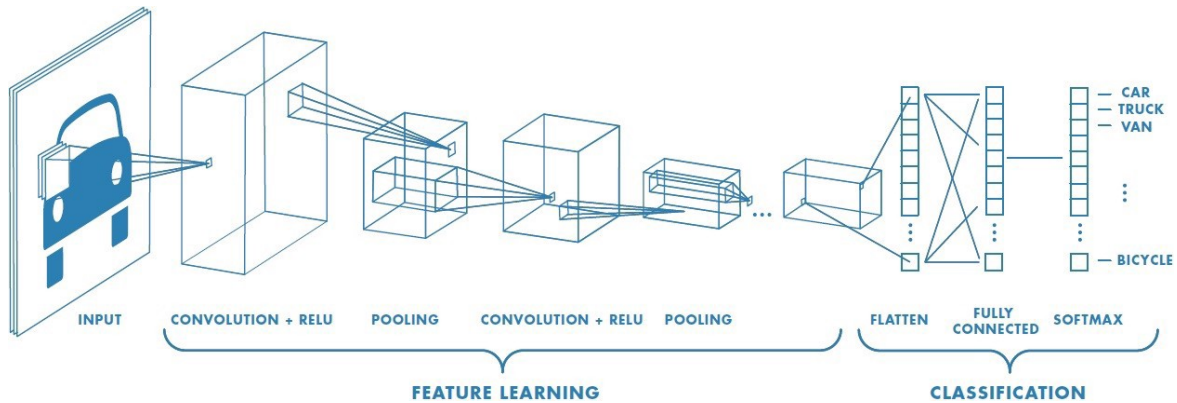 CAR
TRUCK
VAN
BICYCLE
INPUT
CONVOLUTION + RELU
POOLING
CONVOLUTION + RELU
POOLING
FLATTEN
FULLY
CONNECTED
SOFTMAX
FEATURE LEARNING
CLASSIFICATION